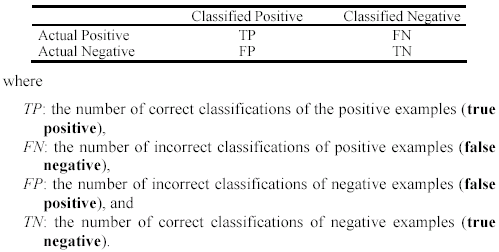 Classified Positive Classified Negative
Actual Positive TP FN
Actual Negative FP TN
where
TP: the number of correct classifications of the positive examples (true
positive),
FN: the number of incorrect classifications of positive examples (false
negative),
FP: the number of incorrect classifications of negative examples (false
positive), and
TN: the number of correct classifications of negative examples (true
negative).